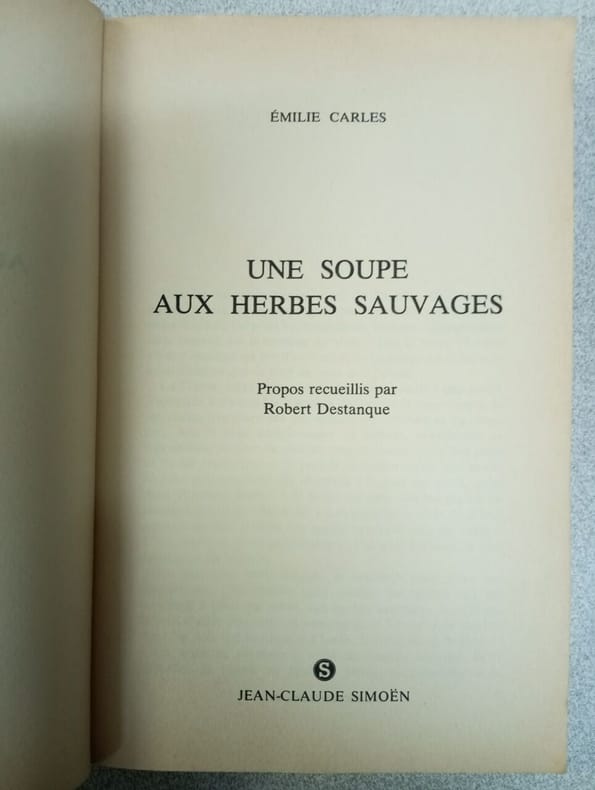 ÉMILIE CARLES
UNE SOUPE
AUX HERBES SAUVAGES
Propos recueillis par
Robert Destanque
S
JEAN-CLAUDE SIMOËN